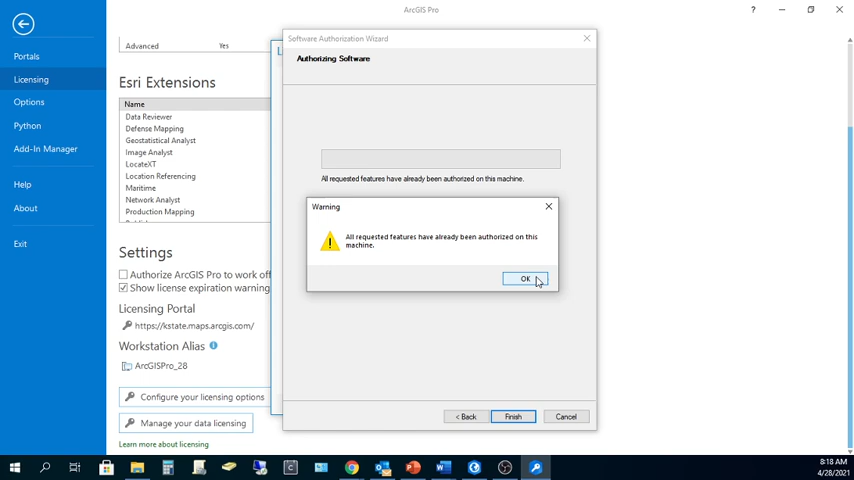 ArcGIS Pro
?
Portals
Licensing
Options
Python
Add-In Manager
Help
About
Exit
Advanced Yes
Esri Extensions
Name
Data Reviewer
Defense Mapping
Geostatistical Analyst
Image Analyst
LocateXT
Location Referencing
Maritime
Network Analyst
Production Mapping
Settings
Authorize ArcGIS Pro to work off
Show license expiration warning
Licensing Portal
https://kstate.maps.arcgis.com/
Workstation Alias
ArcGISPro_28
Configure your licensing options
Manage your data licensing
Learn more about licensing
Software Authorization Wizard
Authorizing Software
All requested features have already been authorized on this machine.
Warning
All requested features have already been authorized on this
machine.
OK
< Back Finish Cancel
8:18 AM
4/28/2021